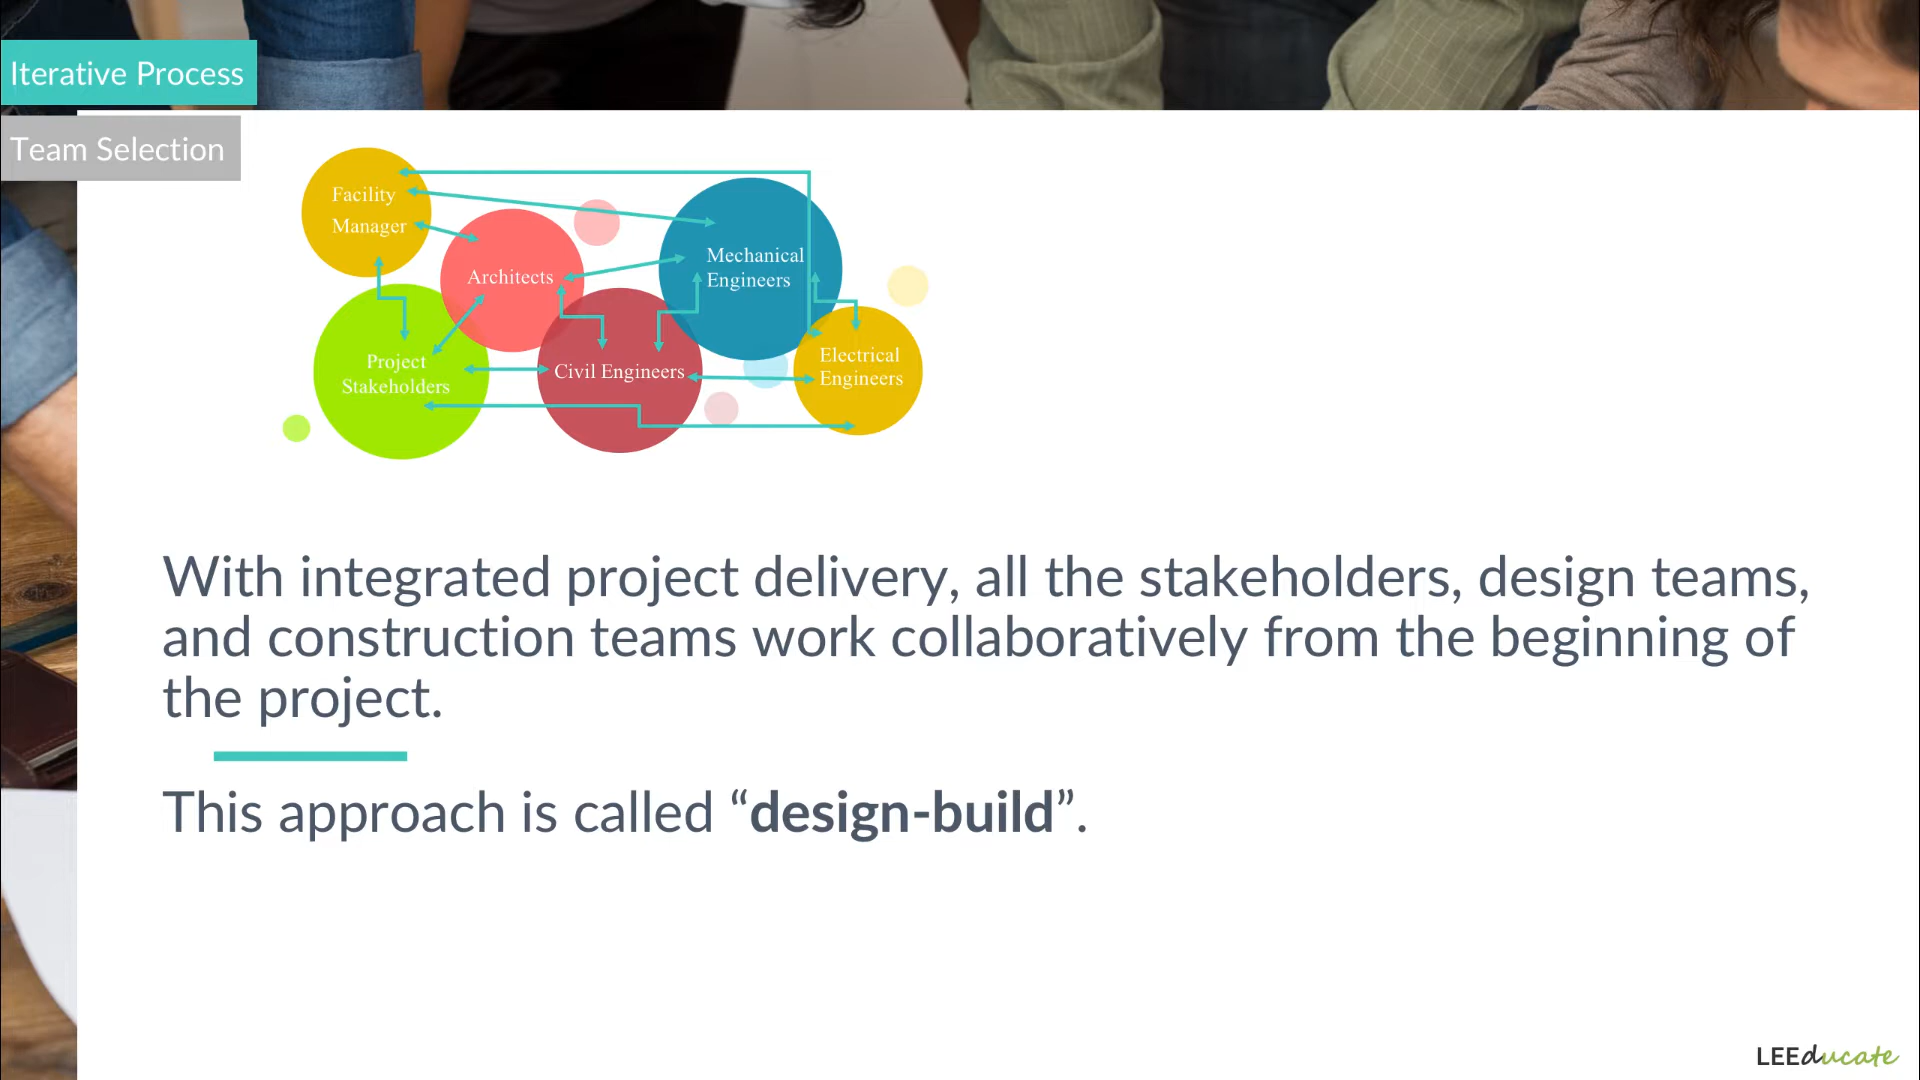 Iterative Process
Team Selection
Facility
Manager
Architects
Mechanical
Engineers
Project
Stakeholders
Civil Engineers
Electrical
Engineers
With integrated project delivery, all the stakeholders, design teams,
and construction teams work collaboratively from the beginning of
the project.
This approach is called “design-build”.
LEEducate